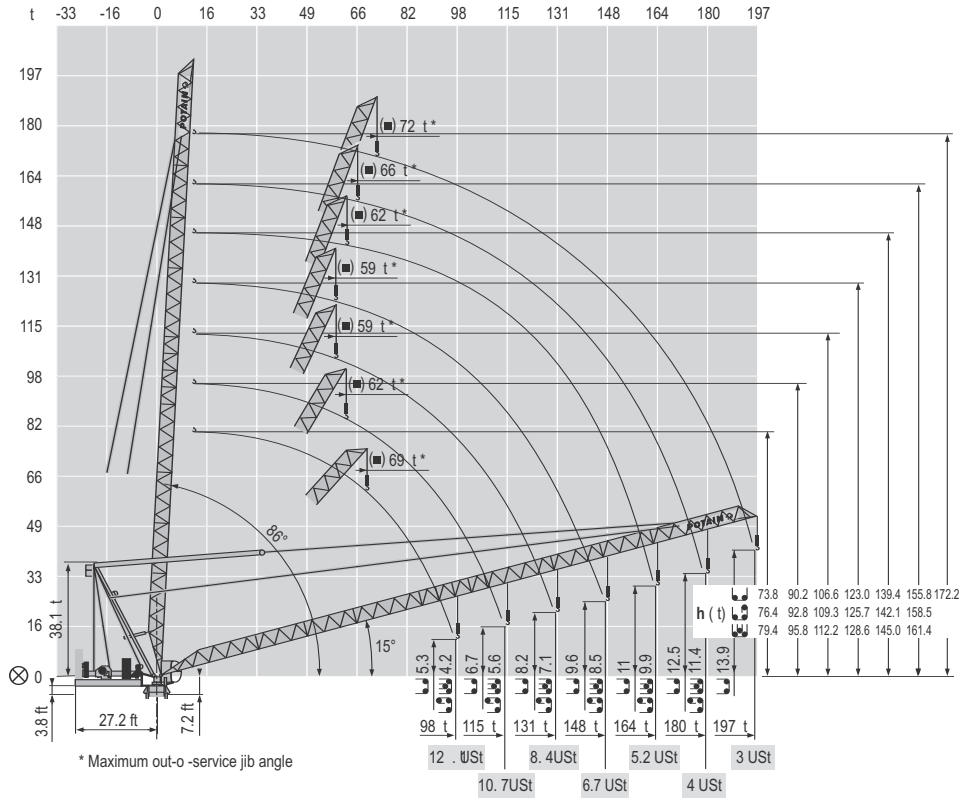 t -33 -16 0 16 33 49 66 82 98 115 131 148 164 180 197
197
180
164
148
131
115
98
82
66
49
33
16
0
POTAIN
(■) 72 t *
(■) 66 t *
(■) 62 t *
(■) 59 t *
(■) 59 t *
(■) 62 t *
(■) 69 t *
86°
15°
POTAIN
E
38.1 t
3.8 ft
27.2 ft
7.2 ft
h ( t )
73.8 90.2 106.6 123.0 139.4 155.8 172.2
76.4 92.8 109.3 125.7 142.1 158.5
79.4 95.8 112.2 128.6 145.0 161.4
5.3 4.2 6.7 5.6 8.2 7.1 9.6 8.5 11 9.9 12.5 11.4 13.9
98 t 115 t 131 t 148 t 164 t 180 t 197 t
12 . USt 8. 4USt 5.2 USt 3 USt
10. 7USt 6.7 USt 4 USt
* Maximum out-o -service jib angle